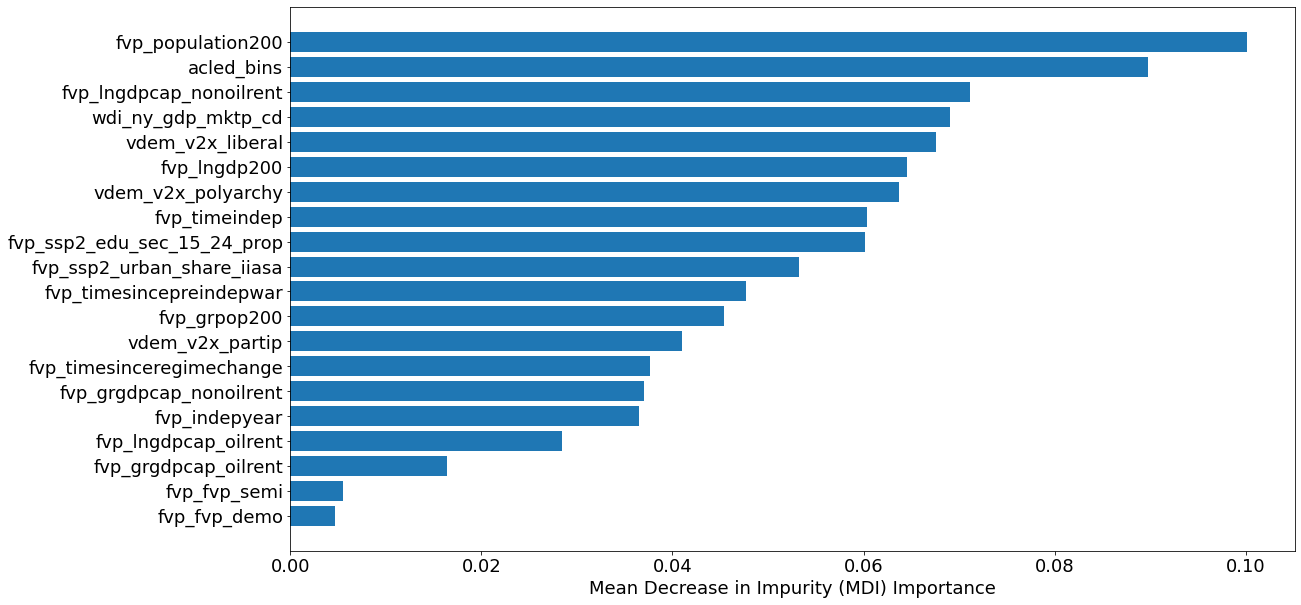 fvp_population200
acled_bins
fvp_lngdpcap_nonoilrent
wdi_ny_gdp_mktp_cd
vdem_v2x_liberal
fvp_lngdp200
vdem_v2x_polyarchy
fvp_timeindep
fvp_ssp2_edu_sec_15_24_prop
fvp_ssp2_urban_share_iiasa
fvp_timesincepreindepwar
fvp_grpop200
vdem_v2x_partip
fvp_timesinceregimechange
fvp_grgdpcap_nonoilrent
fvp_indepyear
fvp_lngdpcap_oilrent
fvp_grgdpcap_oilrent
fvp_fvp_semi
fvp_fvp_demo
0.00 0.02 0.04 0.06 0.08 0.10
Mean Decrease in Impurity (MDI) Importance